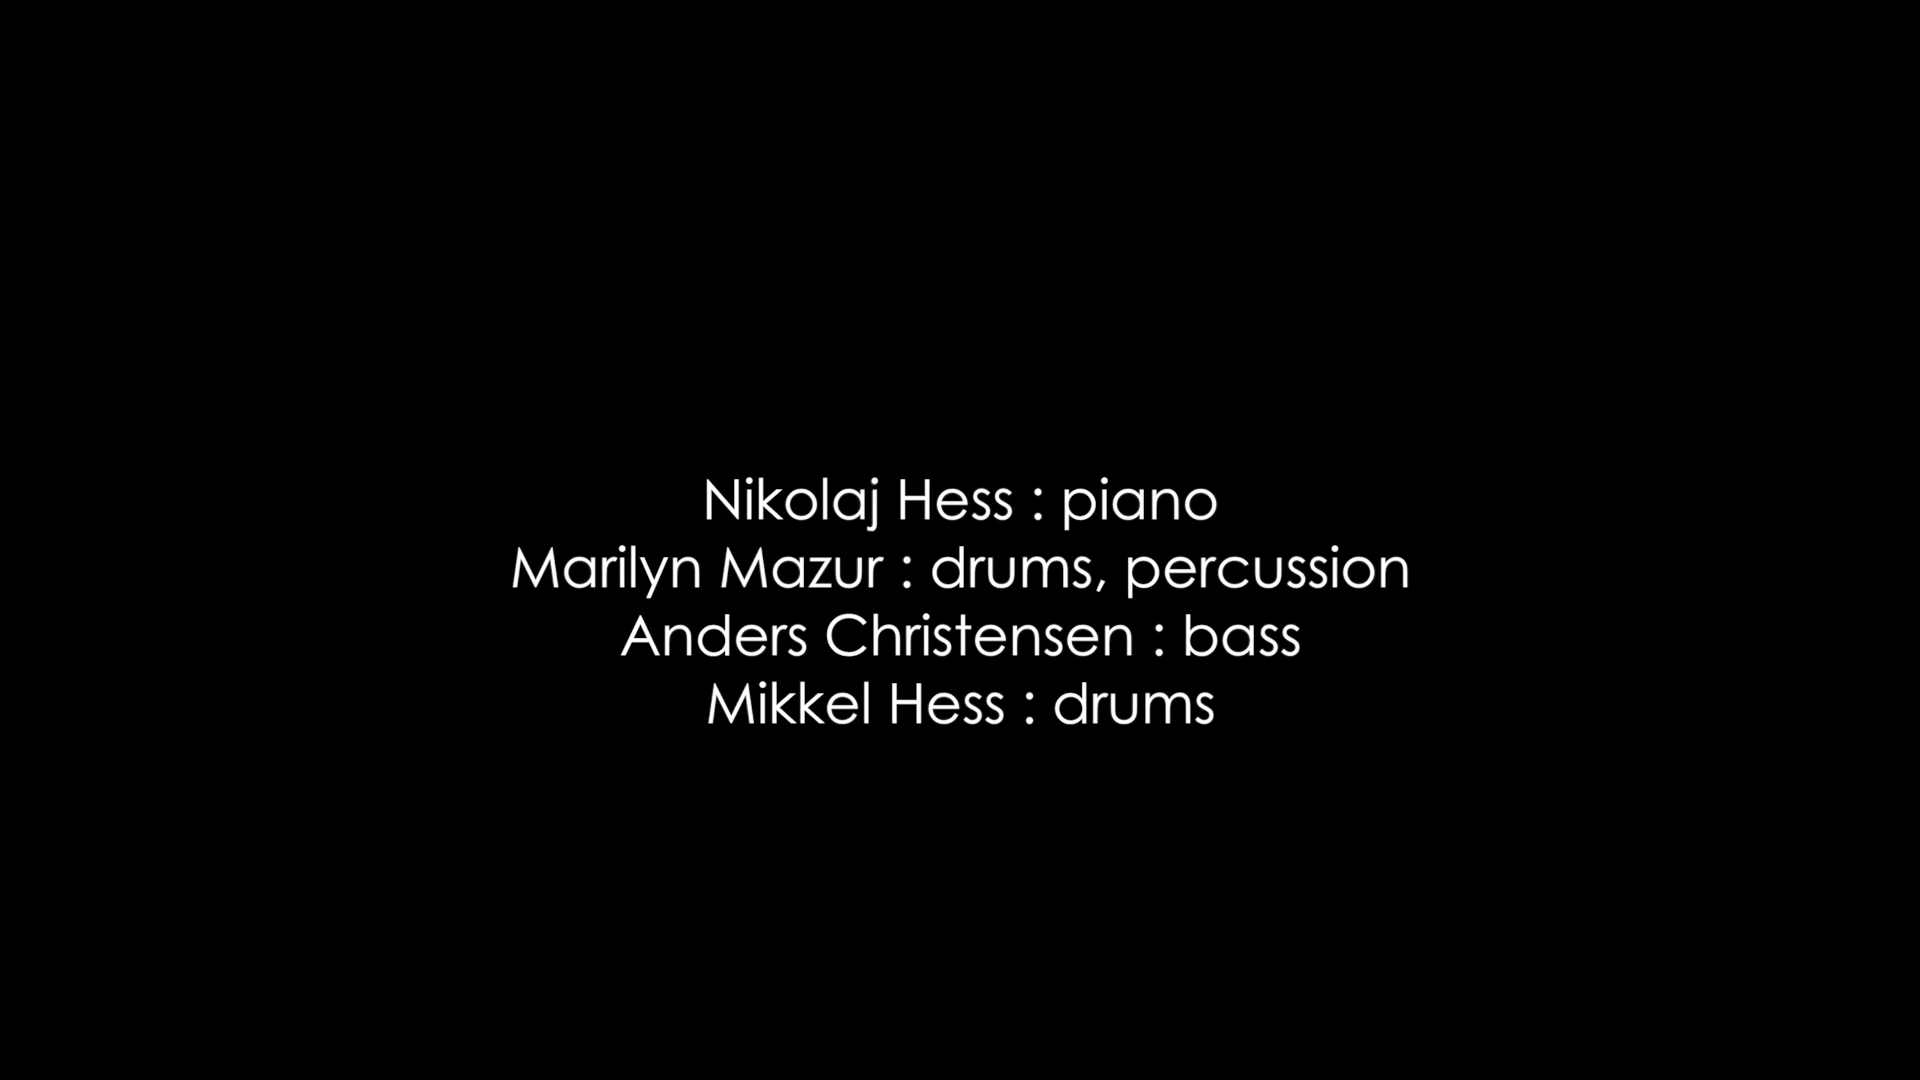 Nikolaj Hess : piano
Marilyn Mazur : drums, percussion
Anders Christensen : bass
Mikkel Hess : drums